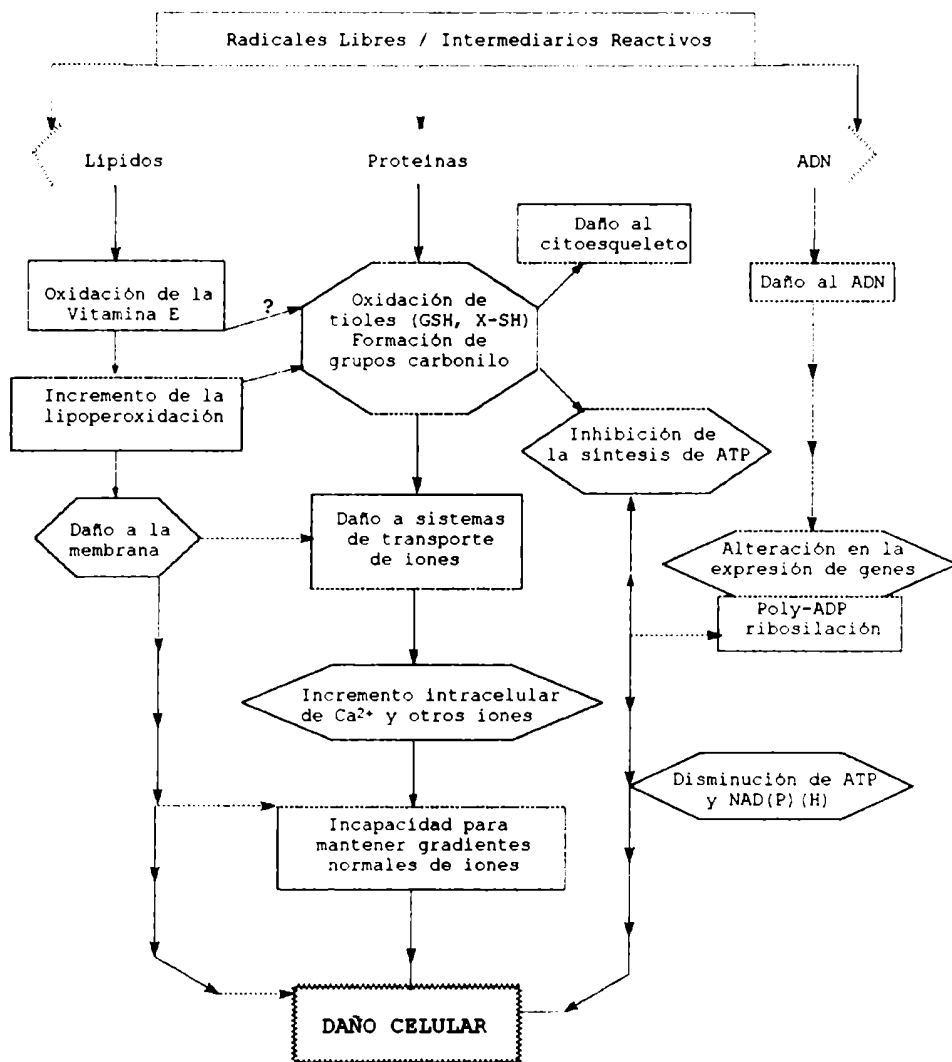 Radicales Libres / Intermediarios Reactivos
Lípidos
Proteínas
ADN
Daño al
citoesqueleto
Oxidación de la
Vitamina E
?
Oxidación de
tioles (GSH, X-SH)
Formación de
grupos carbonilo
Daño al ADN
Incremento de la
lipoperoxidación
Inhibición de
la síntesis de ATP
Daño a la
membrana
Daño a sistemas
de transporte
de iones
Alteración en la
expresión de genes
Poly-ADP
ribosilación
Incremento intracelular
de Ca²⁺ y otros iones
Disminución de ATP
y NAD(P)(H)
Incapacidad para
mantener gradientes
normales de iones
DAÑO CELULAR